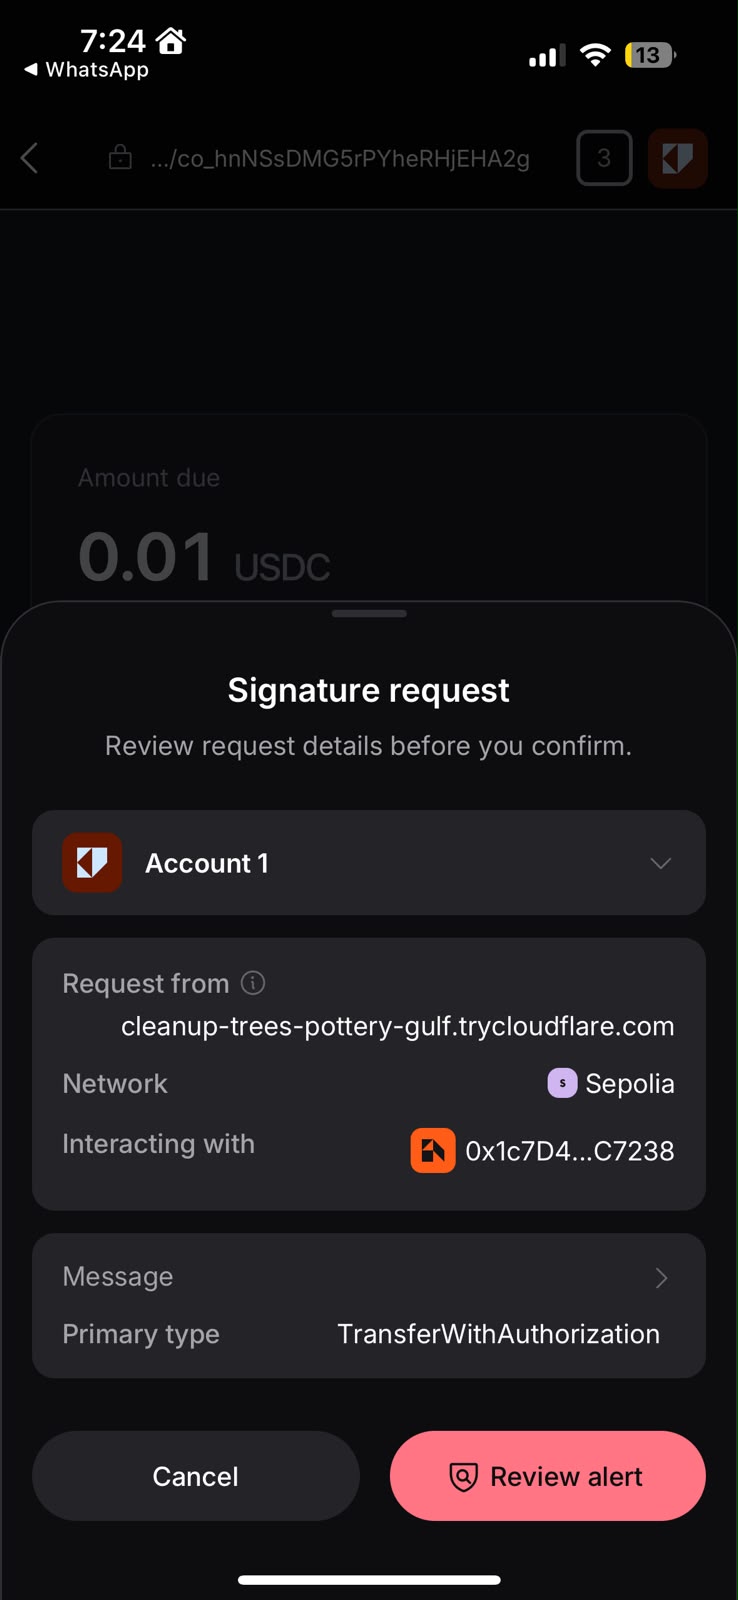 7:24
13
◀ WhatsApp
.../co_hnNSsDMG5rPYheRHjEHA2g
3
Amount due
0.01 USDC
Signature request
Review request details before you confirm.
Account 1
Request from
cleanup-trees-pottery-gulf.trycloudflare.com
Network
S Sepolia
Interacting with
0x1c7D4...C7238
Message
Primary type
TransferWithAuthorization
Cancel
Review alert